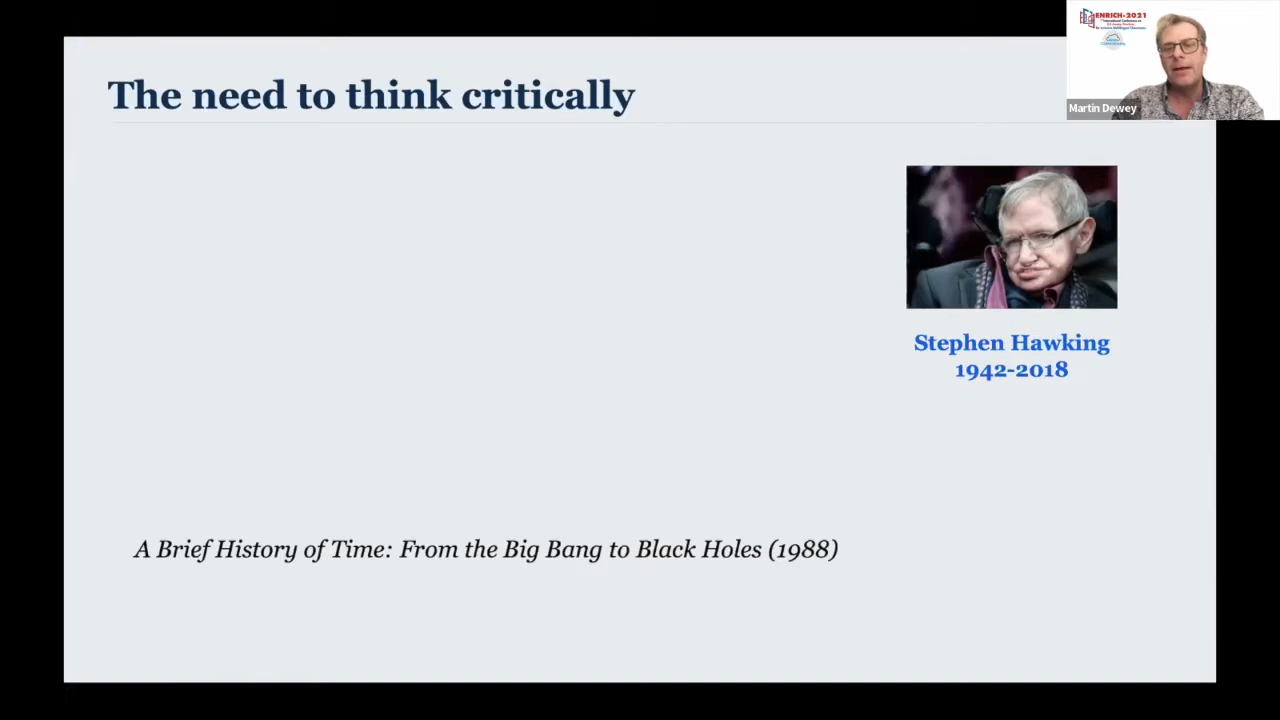 The need to think critically
ENRICH-2021
Martin Dewey
Stephen Hawking
1942-2018
A Brief History of Time: From the Big Bang to Black Holes (1988)